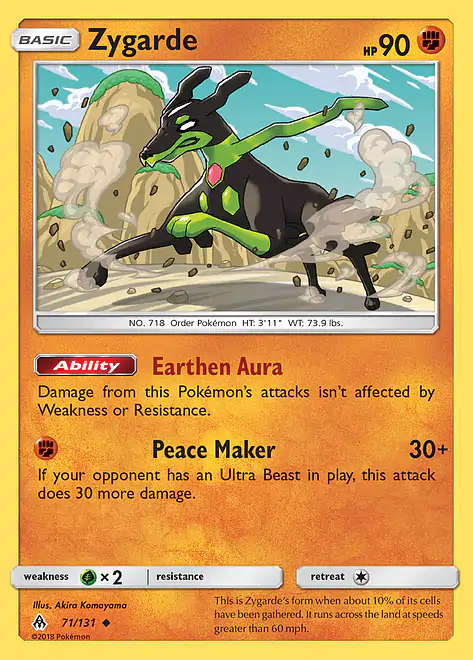 BASIC Zygarde HP 90
NO. 718 Order Pokémon HT: 3'11" WT: 73.9 lbs.
Ability Earthen Aura
Damage from this Pokémon's attacks isn't affected by
Weakness or Resistance.
Peace Maker 30+
If your opponent has an Ultra Beast in play, this attack
does 30 more damage.
weakness × 2 resistance retreat
Illus. Akira Komayama
71/131
©2018 Pokémon
This is Zygarde's form when about 10% of its cells
have been gathered. It runs across the land at speeds
greater than 60 mph.